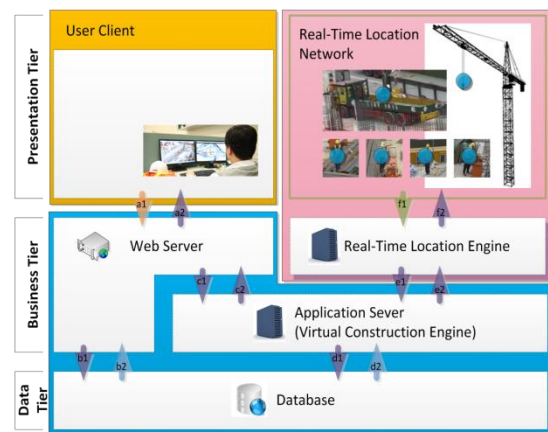 Presentation Tier
User Client
Real-Time Location
Network
a1
a2
f1
f2
Business Tier
Web Server
Real-Time Location Engine
c1
c2
e1
e2
Application Sever
(Virtual Construction Engine)
b1
b2
d1
d2
Data
Tier
Database